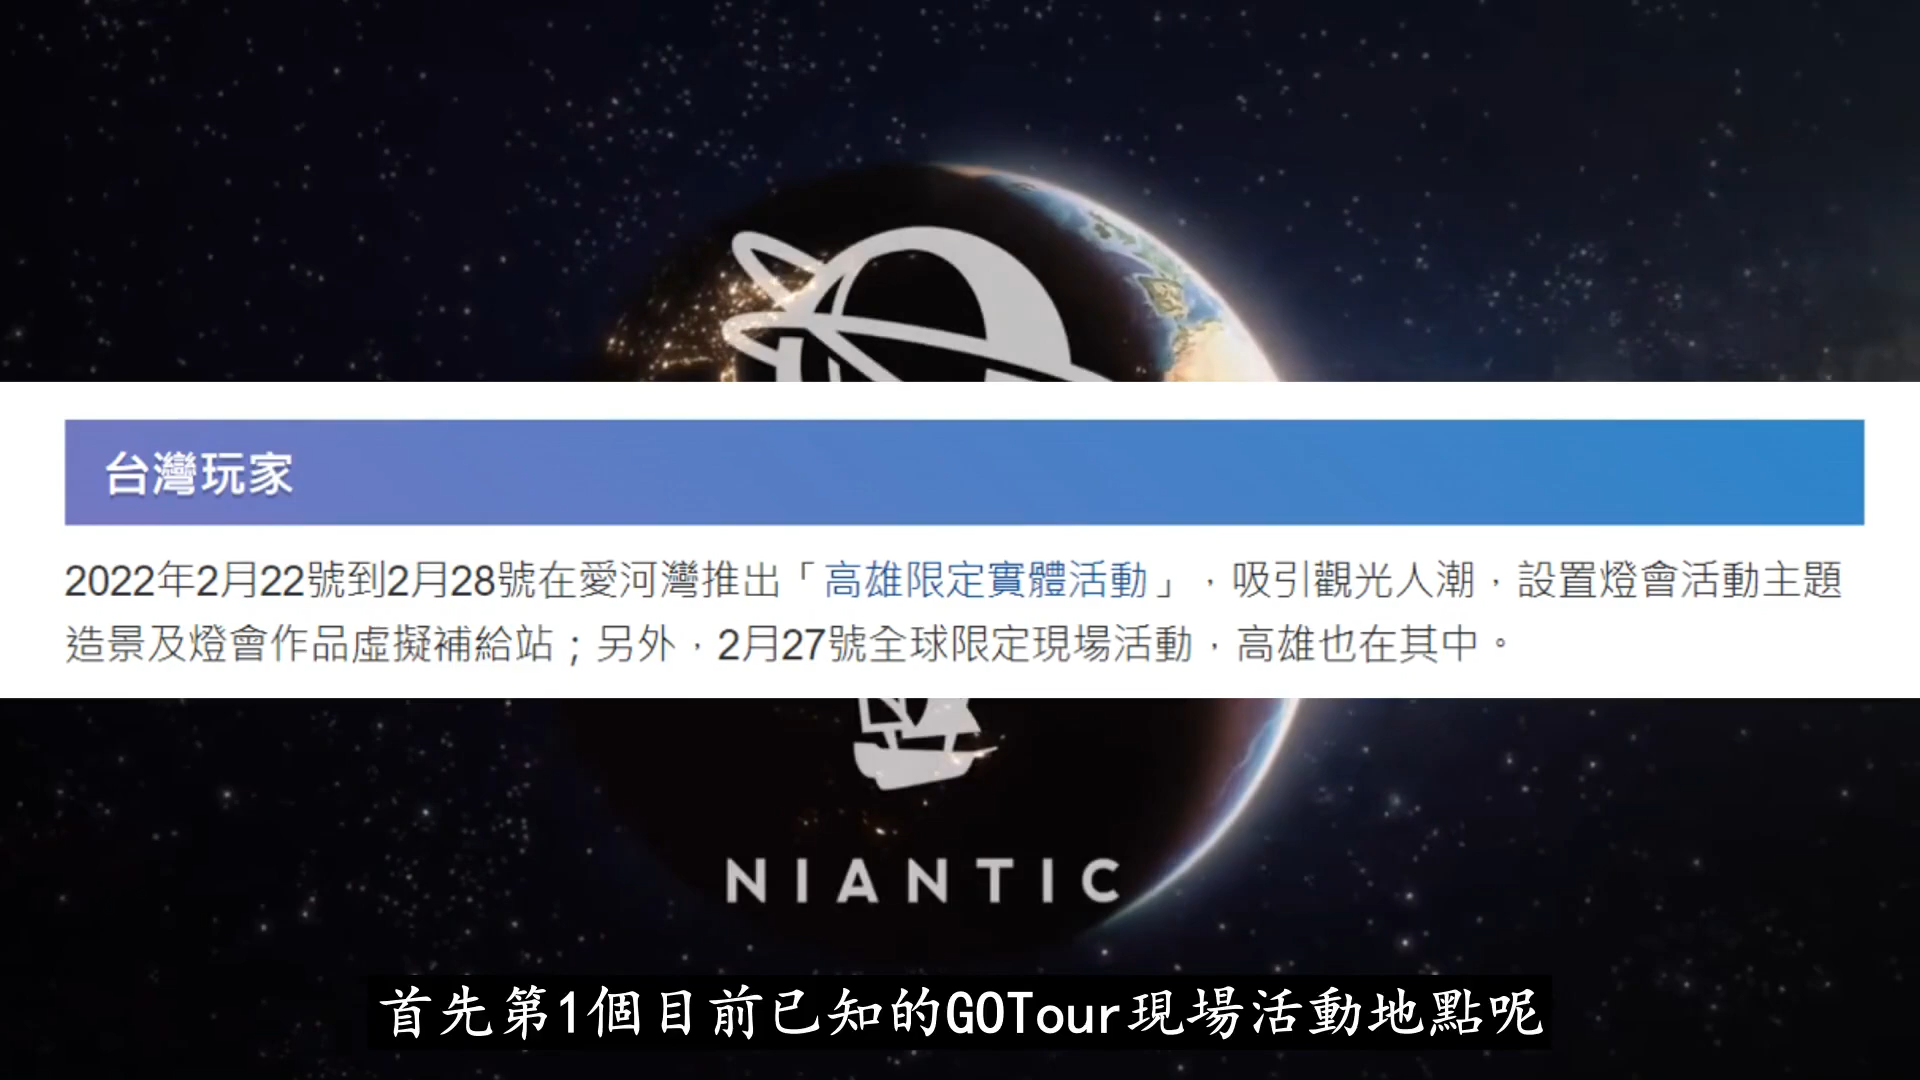 台灣玩家
2022年2月22號到2月28號在愛河灣推出「高雄限定實體活動」，吸引觀光人潮，設置燈會活動主題
造景及燈會作品虛擬補給站；另外，2月27號全球限定現場活動，高雄也在其中。
NIANTIC
首先第1個目前已知的GOTour現場活動地點呢